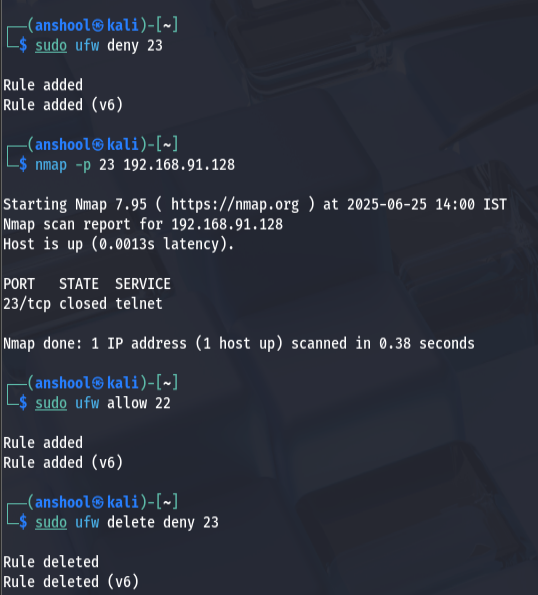 ┌──(anshool㉿kali)-[~]
└─$ sudo ufw deny 23
Rule added
Rule added (v6)
┌──(anshool㉿kali)-[~]
└─$ nmap -p 23 192.168.91.128
Starting Nmap 7.95 ( https://nmap.org ) at 2025-06-25 14:00 IST
Nmap scan report for 192.168.91.128
Host is up (0.0013s latency).
PORT   STATE  SERVICE
23/tcp closed telnet
Nmap done: 1 IP address (1 host up) scanned in 0.38 seconds
┌──(anshool㉿kali)-[~]
└─$ sudo ufw allow 22
Rule added
Rule added (v6)
┌──(anshool㉿kali)-[~]
└─$ sudo ufw delete deny 23
Rule deleted
Rule deleted (v6)